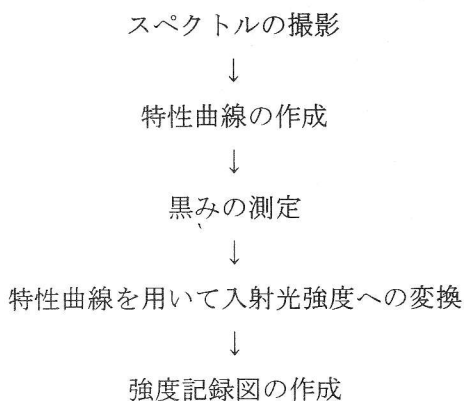 スペクトルの撮影
↓
特性曲線の作成
↓
黒みの測定
↓
特性曲線を用いて入射光強度への変換
↓
強度記録図の作成